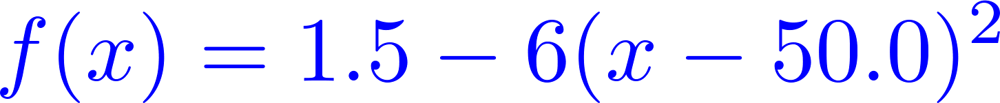 f(x) = 1.5 − 6(x − 50.0)²